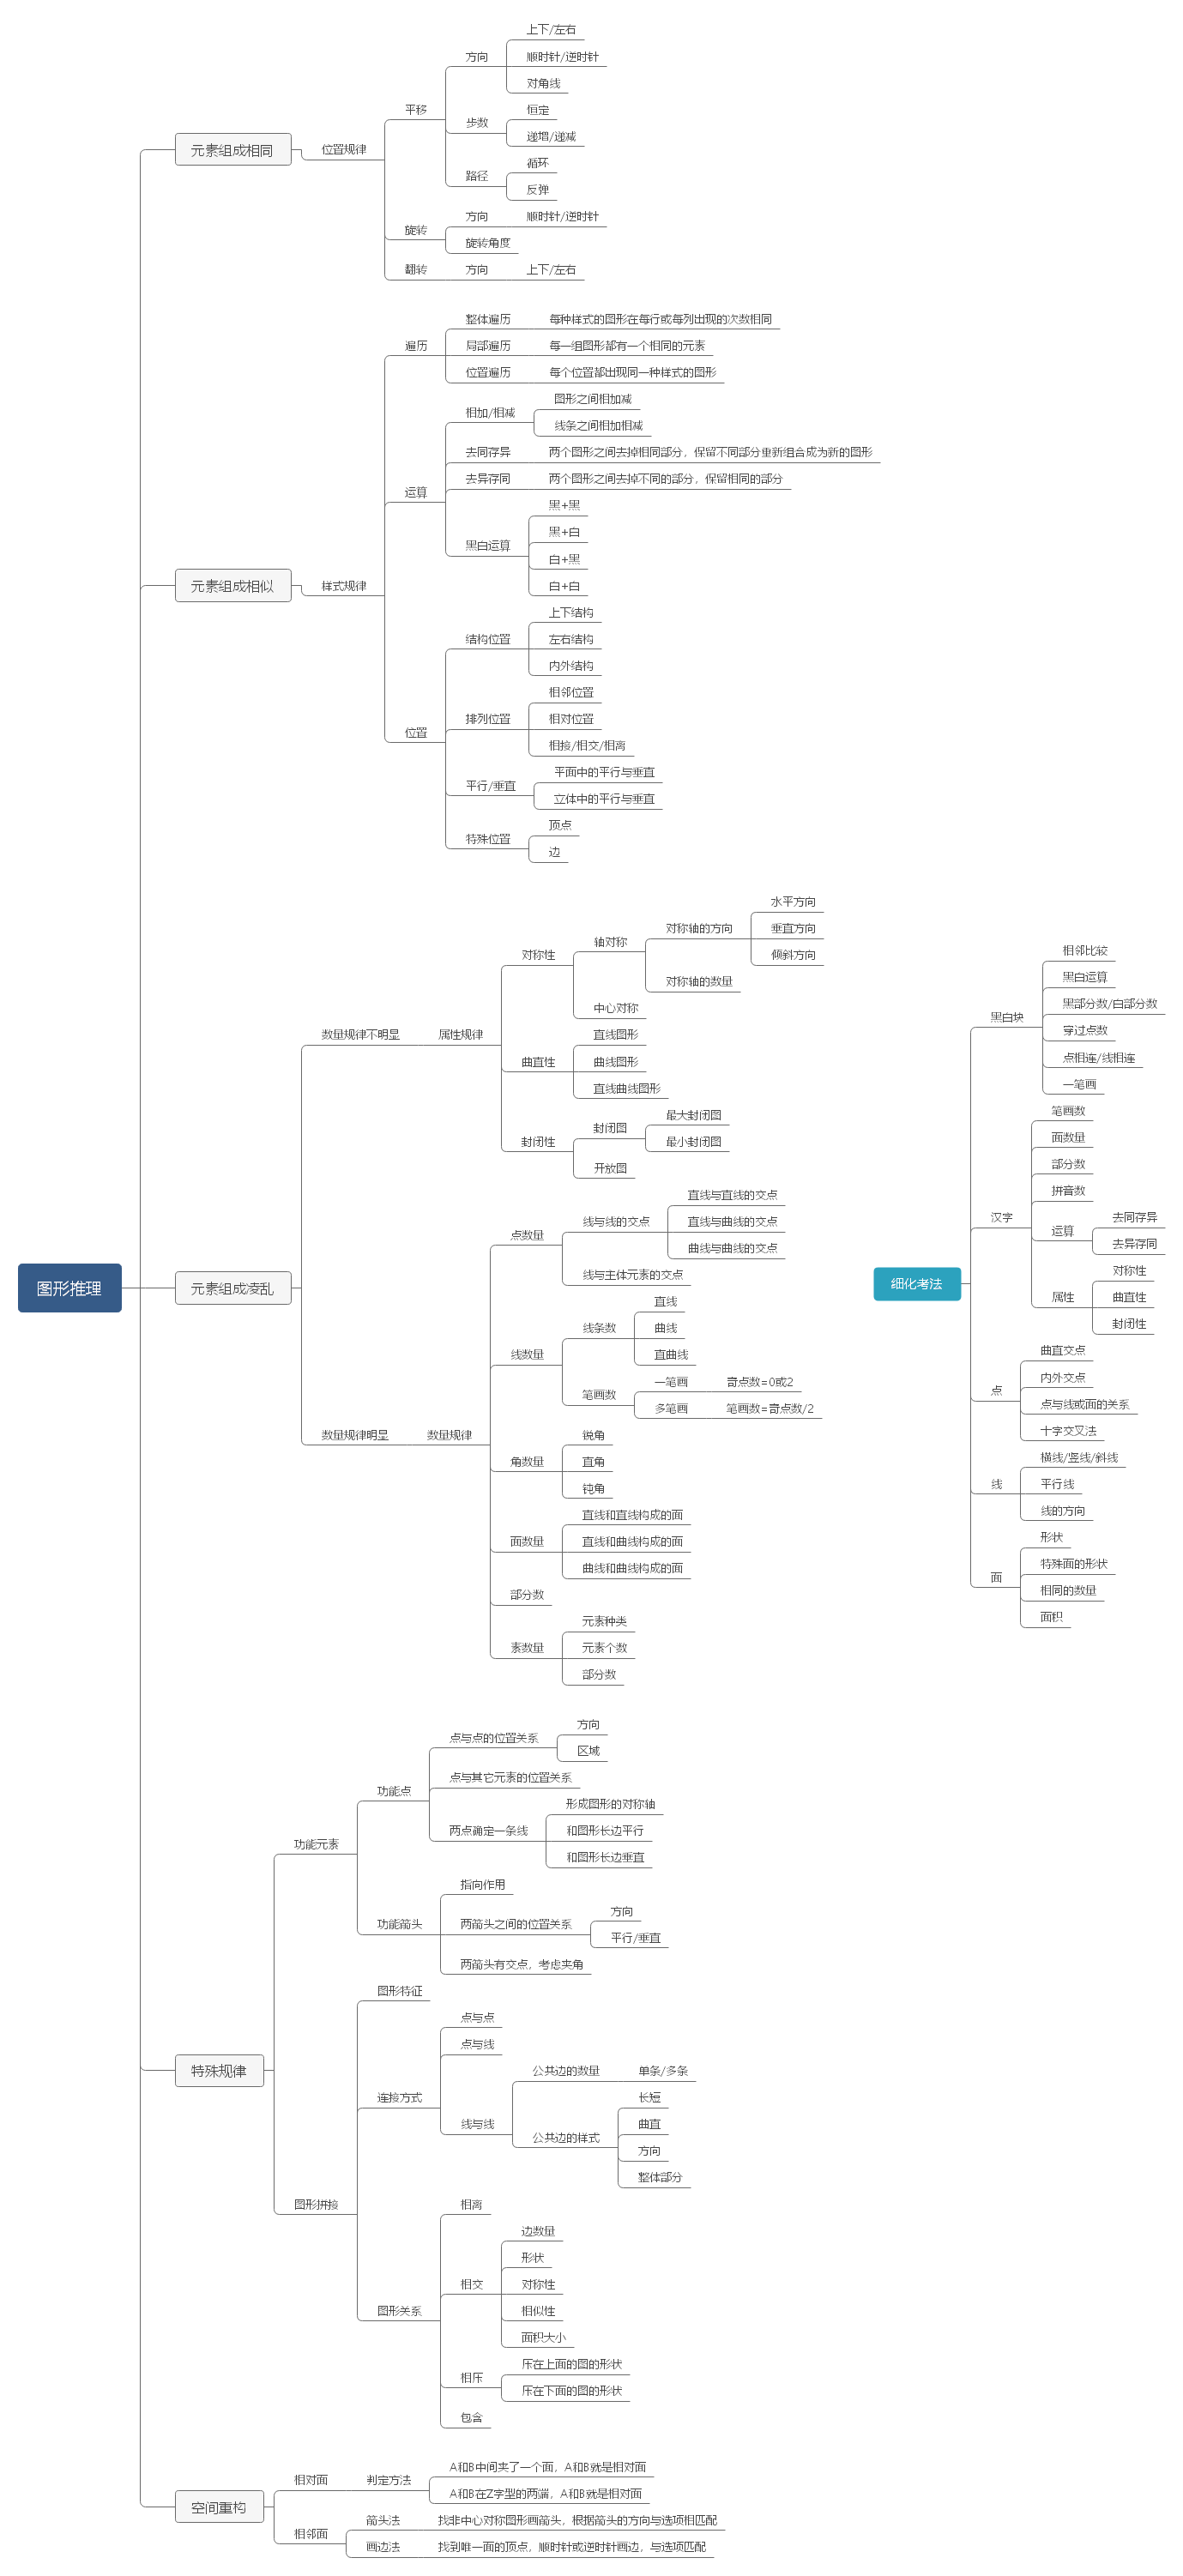 图形推理
元素组成相同
位置规律
平移
方向
上下/左右
顺时针/逆时针
对角线
步数
恒定
递增/递减
路径
循环
反弹
旋转
方向
顺时针/逆时针
旋转角度
翻转
方向
上下/左右
元素组成相似
样式规律
遍历
整体遍历
每种样式的图形在每行或每列出现的次数相同
局部遍历
每一组图形都有一个相同的元素
位置遍历
每个位置都出现同一种样式的图形
运算
相加/相减
图形之间相加减
线条之间相加相减
去同存异
两个图形之间去掉相同部分，保留不同部分重新组合成为新的图形
去异存同
两个图形之间去掉不同的部分，保留相同的部分
黑白运算
黑+黑
黑+白
白+黑
白+白
位置
结构位置
上下结构
左右结构
内外结构
排列位置
相邻位置
相对位置
相接/相交/相离
平行/垂直
平面中的平行与垂直
立体中的平行与垂直
特殊位置
顶点
边
元素组成凌乱
数量规律不明显
属性规律
对称性
轴对称
对称轴的方向
水平方向
垂直方向
倾斜方向
对称轴的数量
中心对称
曲直性
直线图形
曲线图形
直线曲线图形
封闭性
封闭图
最大封闭图
最小封闭图
开放图
数量规律明显
数量规律
点数量
线与线的交点
直线与直线的交点
直线与曲线的交点
曲线与曲线的交点
线与主体元素的交点
线数量
线条数
直线
曲线
直曲线
笔画数
一笔画
奇点数=0或2
多笔画
笔画数=奇点数/2
角数量
锐角
直角
钝角
面数量
直线和直线构成的面
直线和曲线构成的面
曲线和曲线构成的面
部分数
素数量
元素种类
元素个数
部分数
特殊规律
功能元素
功能点
点与点的位置关系
方向
区域
点与其它元素的位置关系
两点确定一条线
形成图形的对称轴
和图形长边平行
和图形长边垂直
功能箭头
指向作用
两箭头之间的位置关系
方向
平行/垂直
两箭头有交点，考虑夹角
图形拼接
图形特征
连接方式
点与点
点与线
线与线
公共边的数量
单条/多条
公共边的样式
长短
曲直
方向
整体部分
图形关系
相离
相交
边数量
形状
对称性
相似性
面积大小
相压
压在上面的图的形状
压在下面的图的形状
包含
空间重构
相对面
判定方法
A和B中间夹了一个面，A和B就是相对面
A和B在Z字型的两端，A和B就是相对面
相邻面
箭头法
找非中心对称图形画箭头，根据箭头的方向与选项相匹配
画边法
找到唯一面的顶点，顺时针或逆时针画边，与选项匹配
细化考法
黑白块
相邻比较
黑白运算
黑部分数/白部分数
穿过点数
点相连/线相连
一笔画
汉字
笔画数
面数量
部分数
拼音数
运算
去同存异
去异存同
属性
对称性
曲直性
封闭性
点
曲直交点
内外交点
点与线或面的关系
十字交叉法
线
横线/竖线/斜线
平行线
线的方向
面
形状
特殊面的形状
相同的数量
面积